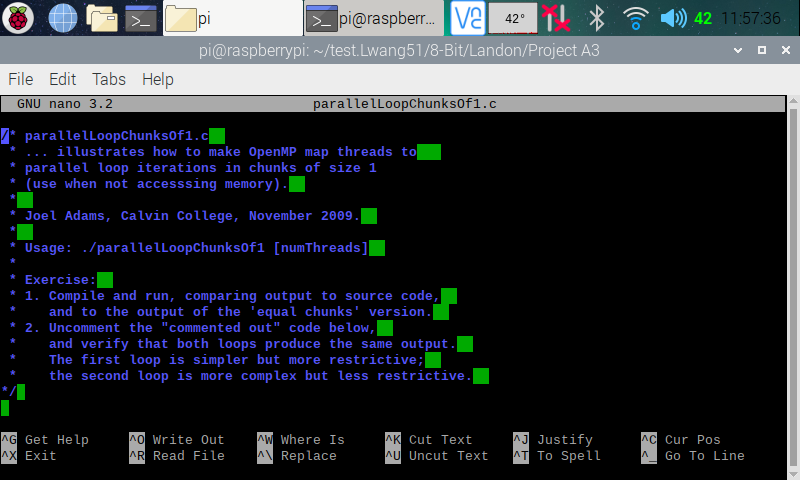 pi
pi@raspberr...
42°
42
11:57:36
pi@raspberrypi: ~/test.Lwang51/8-Bit/Landon/Project A3
File Edit Tabs Help
GNU nano 3.2 parallelLoopChunksOf1.c
/* parallelLoopChunksOf1.c
* ... illustrates how to make OpenMP map threads to
* parallel loop iterations in chunks of size 1
* (use when not accesssing memory).
*
* Joel Adams, Calvin College, November 2009.
*
* Usage: ./parallelLoopChunksOf1 [numThreads]
*
* Exercise:
* 1. Compile and run, comparing output to source code,
* and to the output of the 'equal chunks' version.
* 2. Uncomment the "commented out" code below,
* and verify that both loops produce the same output.
* The first loop is simpler but more restrictive;
* the second loop is more complex but less restrictive.
*/
^G Get Help ^O Write Out ^W Where Is ^K Cut Text ^J Justify ^C Cur Pos
^X Exit ^R Read File ^\ Replace ^U Uncut Text ^T To Spell ^_ Go To Line